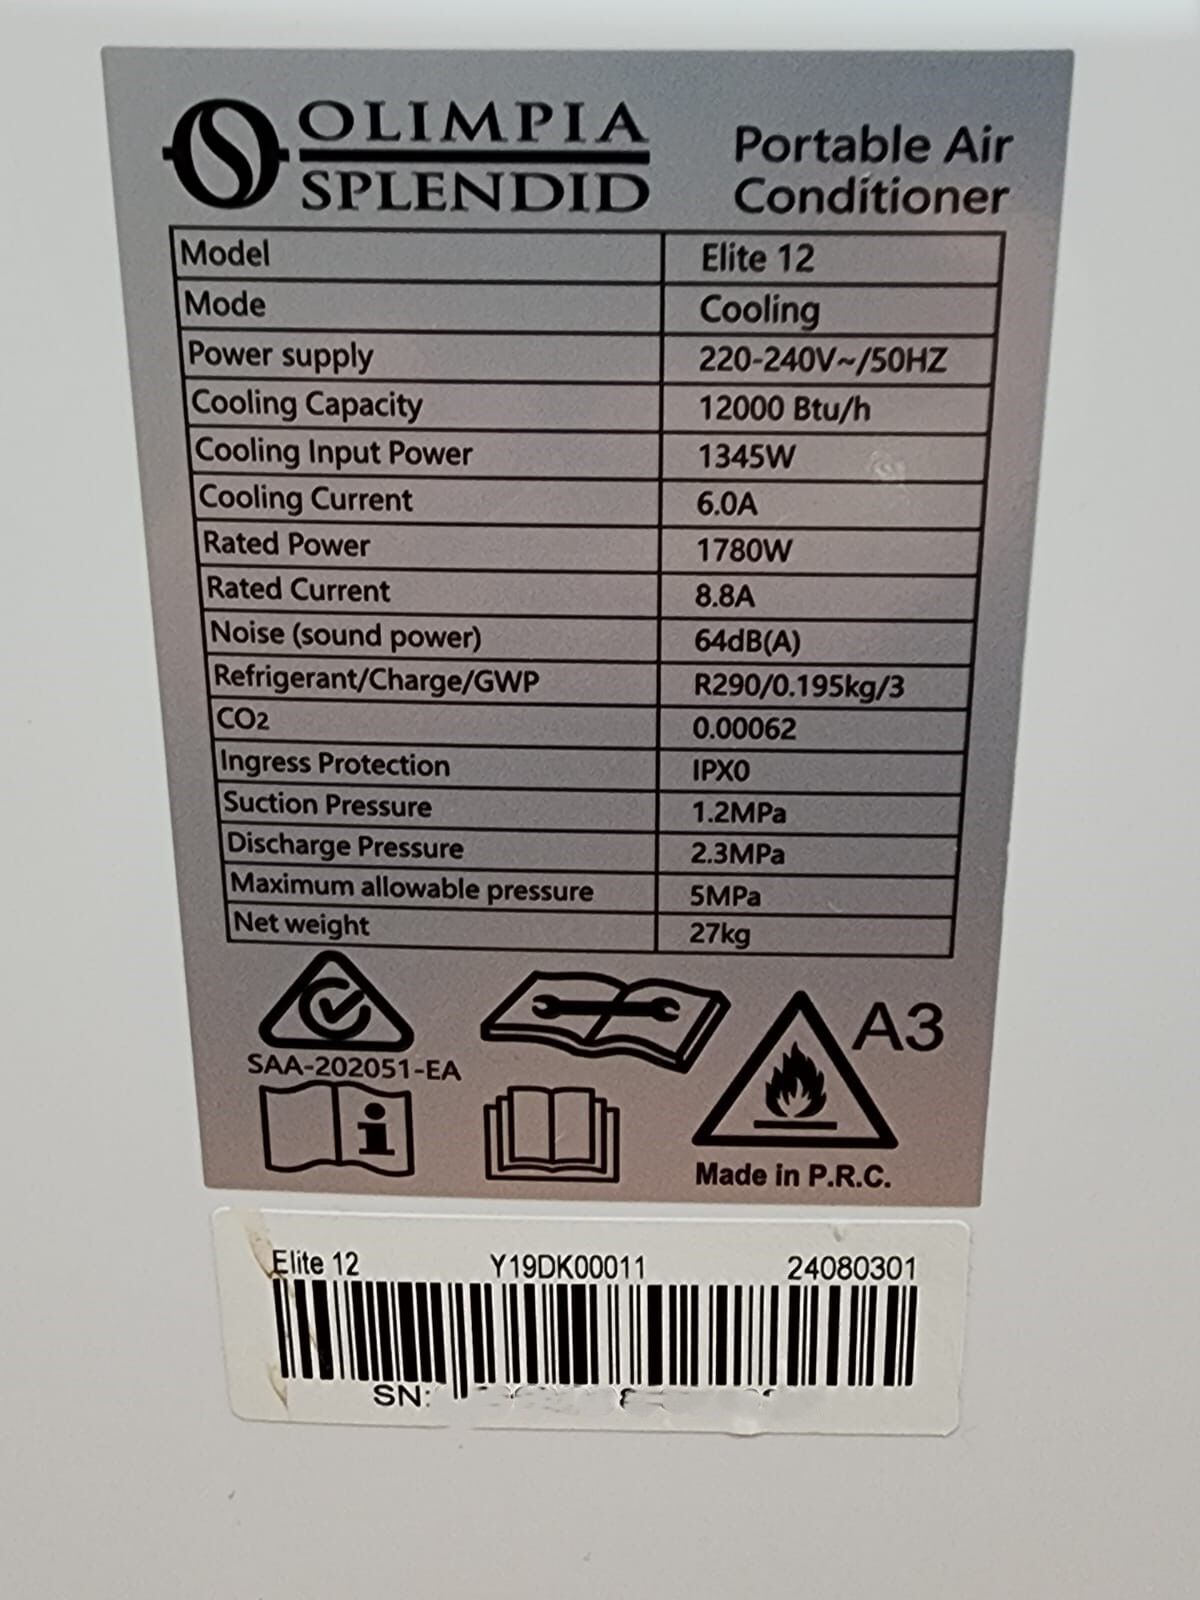 OLIMPIA
SPLENDID
Portable Air
Conditioner
Model Elite 12
Mode Cooling
Power supply 220-240V~/50HZ
Cooling Capacity 12000 Btu/h
Cooling Input Power 1345W
Cooling Current 6.0A
Rated Power 1780W
Rated Current 8.8A
Noise (sound power) 64dB(A)
Refrigerant/Charge/GWP R290/0.195kg/3
CO2 0.00062
Ingress Protection IPX0
Suction Pressure 1.2MPa
Discharge Pressure 2.3MPa
Maximum allowable pressure 5MPa
Net weight 27kg
A3
SAA-202051-EA
Made in P.R.C.
Elite 12 Y19DK00011 24080301
SN: